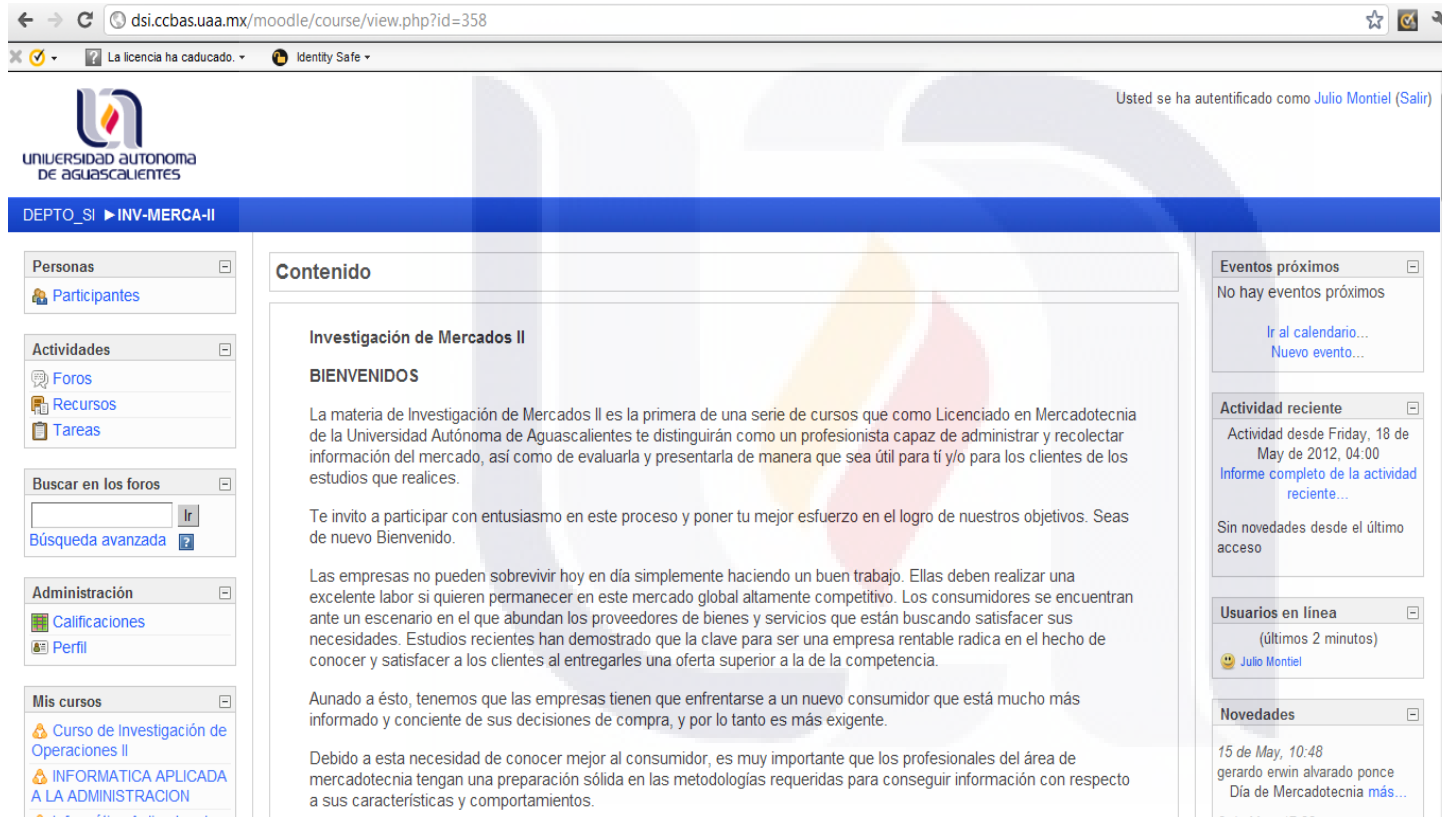 dsi.ccbas.uaa.mx/moodle/course/view.php?id=358
La licencia ha caducado.
Identity Safe
UNIVERSIDAD AUTONOMA
DE AGUASCALIENTES
Usted se ha autentificado como Julio Montiel (Salir)
DEPTO_SI ►INV-MERCA-II
Personas
Participantes
Actividades
Foros
Recursos
Tareas
Buscar en los foros
Ir
Búsqueda avanzada ?
Administración
Calificaciones
Perfil
Mis cursos
Curso de Investigación de
Operaciones II
INFORMATICA APLICADA
A LA ADMINISTRACION
Contenido
Investigación de Mercados II
BIENVENIDOS
La materia de Investigación de Mercados II es la primera de una serie de cursos que como Licenciado en Mercadotecnia
de la Universidad Autónoma de Aguascalientes te distinguirán como un profesionista capaz de administrar y recolectar
información del mercado, así como de evaluarla y presentarla de manera que sea útil para tí y/o para los clientes de los
estudios que realices.
Te invito a participar con entusiasmo en este proceso y poner tu mejor esfuerzo en el logro de nuestros objetivos. Seas
de nuevo Bienvenido.
Las empresas no pueden sobrevivir hoy en día simplemente haciendo un buen trabajo. Ellas deben realizar una
excelente labor si quieren permanecer en este mercado global altamente competitivo. Los consumidores se encuentran
ante un escenario en el que abundan los proveedores de bienes y servicios que están buscando satisfacer sus
necesidades. Estudios recientes han demostrado que la clave para ser una empresa rentable radica en el hecho de
conocer y satisfacer a los clientes al entregarles una oferta superior a la de la competencia.
Aunado a ésto, tenemos que las empresas tienen que enfrentarse a un nuevo consumidor que está mucho más
informado y conciente de sus decisiones de compra, y por lo tanto es más exigente.
Debido a esta necesidad de conocer mejor al consumidor, es muy importante que los profesionales del área de
mercadotecnia tengan una preparación sólida en las metodologías requeridas para conseguir información con respecto
a sus características y comportamientos.
Eventos próximos
No hay eventos próximos
Ir al calendario...
Nuevo evento...
Actividad reciente
Actividad desde Friday, 18 de
May de 2012, 04:00
Informe completo de la actividad
reciente...
Sin novedades desde el último
acceso
Usuarios en línea
(últimos 2 minutos)
Julio Montiel
Novedades
15 de May, 10:48
gerardo erwin alvarado ponce
Día de Mercadotecnia más...